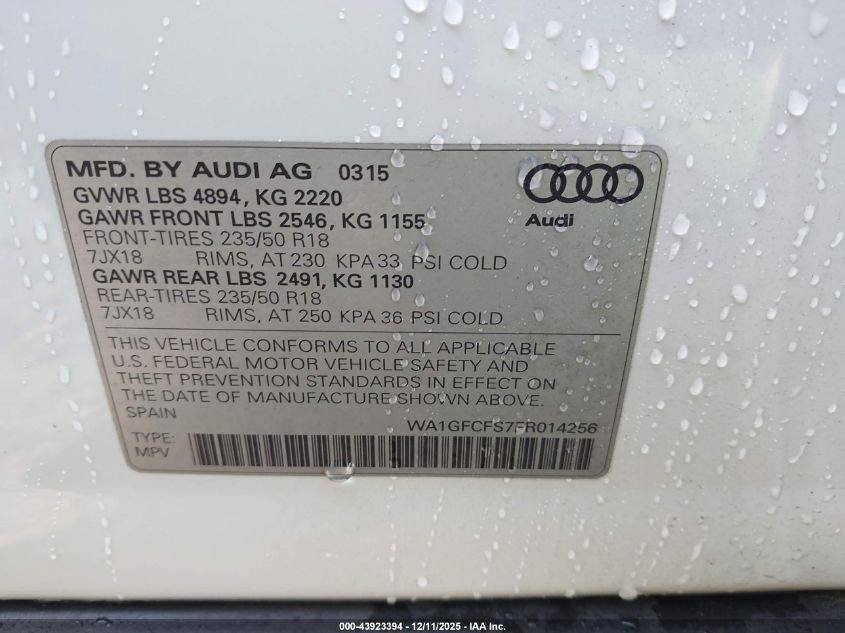 MFD. BY AUDI AG 0315
GVWR LBS 4894, KG 2220
GAWR FRONT LBS 2546, KG 1155
FRONT-TIRES 235/50 R18
7JX18 RIMS, AT 230 KPA 33 PSI COLD
GAWR REAR LBS 2491, KG 1130
REAR-TIRES 235/50 R18
7JX18 RIMS, AT 250 KPA 36 PSI COLD
Audi
THIS VEHICLE CONFORMS TO ALL APPLICABLE
U.S. FEDERAL MOTOR VEHICLE SAFETY AND
THEFT PREVENTION STANDARDS IN EFFECT ON
THE DATE OF MANUFACTURE SHOWN ABOVE.
SPAIN
WA1GFCFS7FR014256
TYPE:
MPV
000-43923394 - 12/11/2025 - IAA Inc.